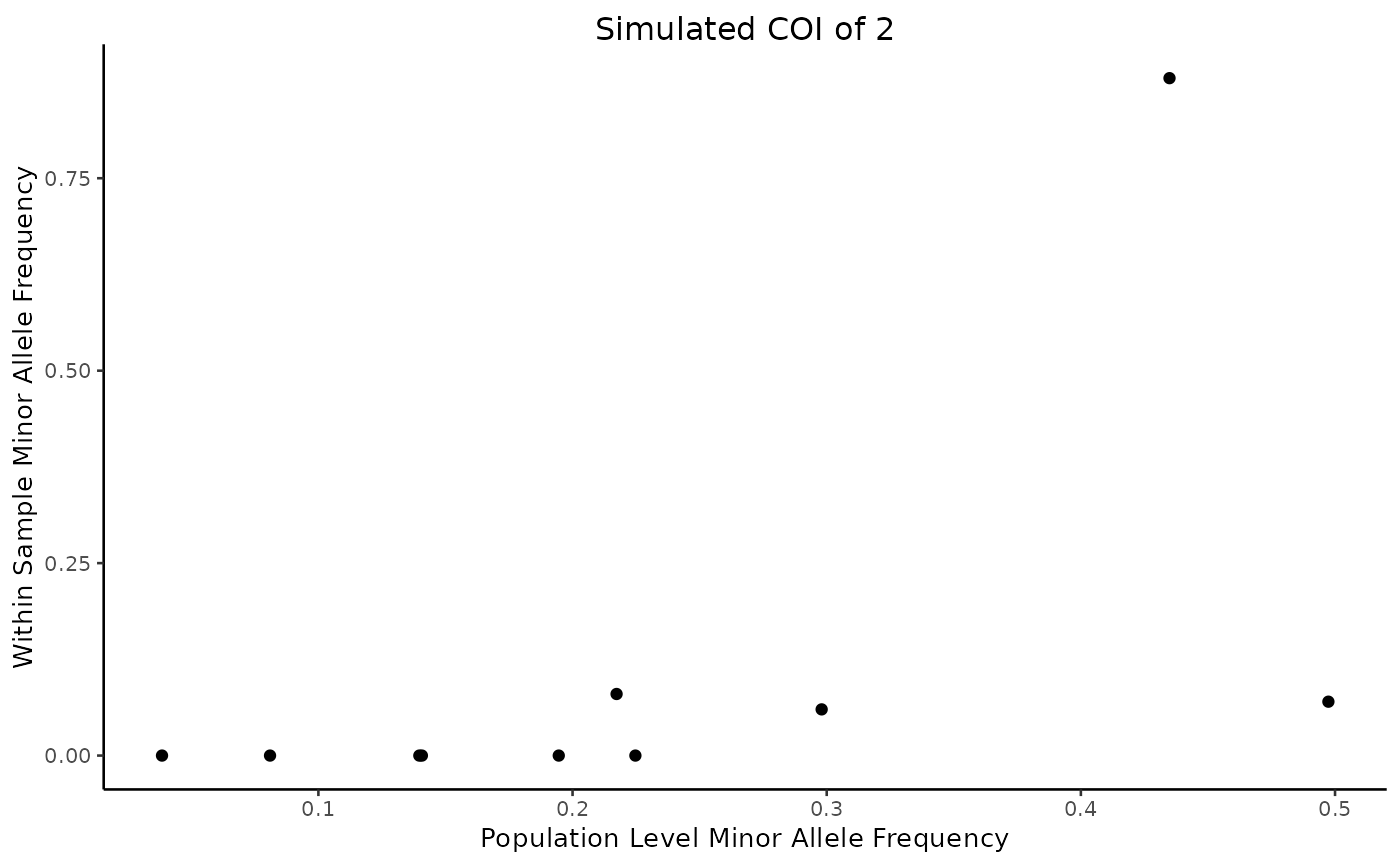 Simulated COI of 2
Within Sample Minor Allele Frequency
0.75
0.50
0.25
0.00
0.1 0.2 0.3 0.4 0.5
Population Level Minor Allele Frequency